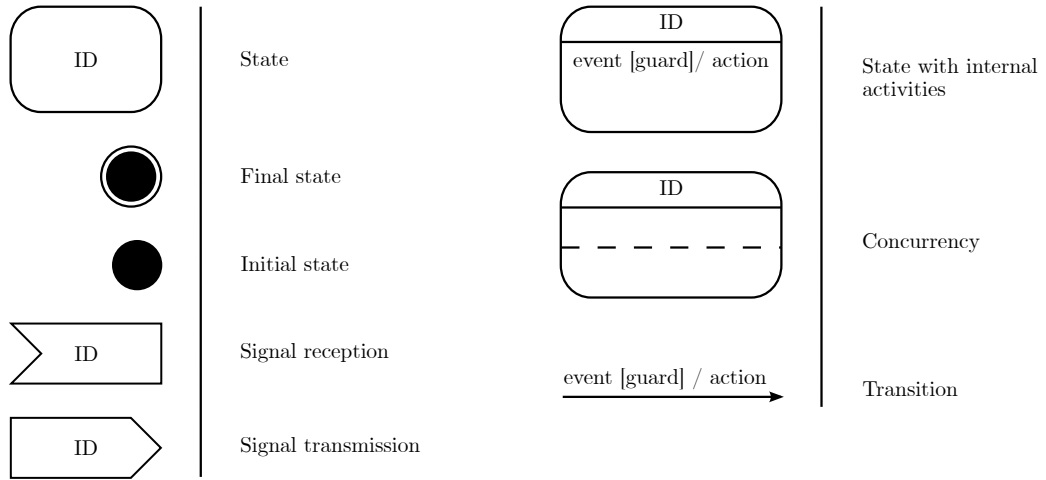 ID
State
Final state
Initial state
ID
Signal reception
ID
Signal transmission
ID
event [guard]/ action
State with internal
activities
ID
Concurrency
event [guard] / action
Transition